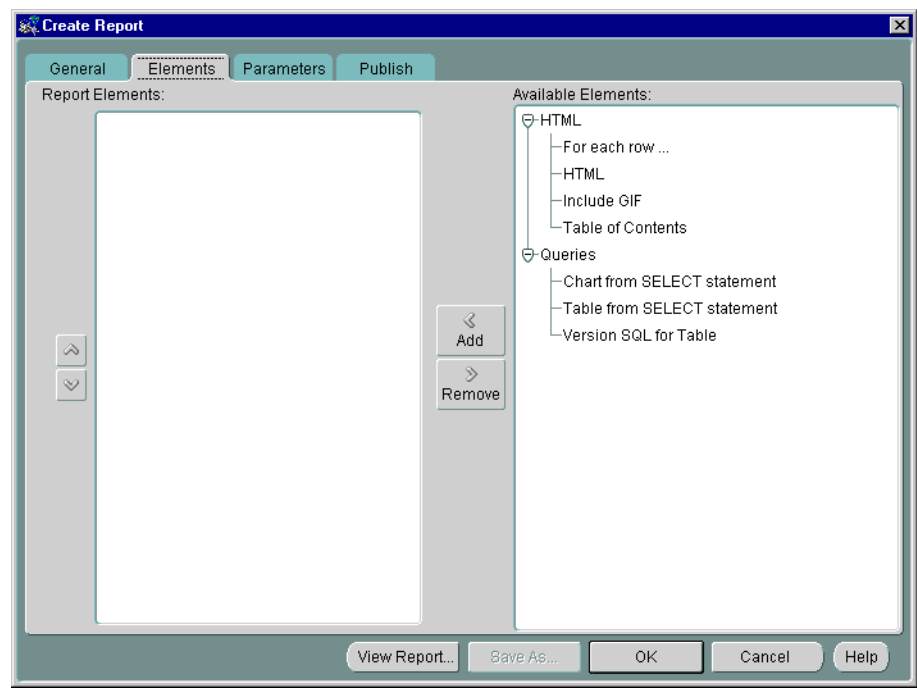 Create Report
General
Elements
Parameters
Publish
Report Elements:
Available Elements:
HTML
For each row ...
HTML
Include GIF
Table of Contents
Queries
Chart from SELECT statement
Table from SELECT statement
Version SQL for Table
Add
Remove
View Report...
Save As...
OK
Cancel
Help